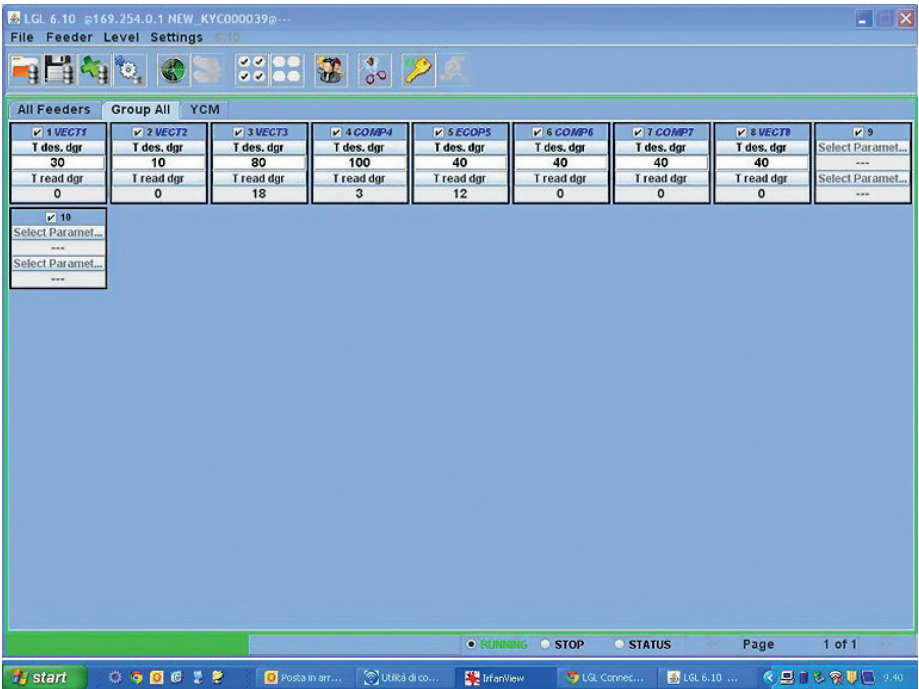 LGL 6.10 @169.254.0.1 NEW_KYC000039@---
File Feeder Level Settings 6.10
All Feeders Group All YCM
1 VECT1 2 VECT2 3 VECT3 4 COMP4 5 ECOP5 6 COMP6 7 COMP7 8 VECT8 9
T des. dgr T des. dgr T des. dgr T des. dgr T des. dgr T des. dgr T des. dgr T des. dgr Select Paramet...
30 10 80 100 40 40 40 40 ---
T read dgr T read dgr T read dgr T read dgr T read dgr T read dgr T read dgr T read dgr Select Paramet...
0 0 18 3 12 0 0 0 ---
10
Select Paramet...
---
Select Paramet...
---
RUNNING STOP STATUS << Page 1 of 1 >>
start Posta in arr... Utilità di co... IrfanView LGL Connec... LGL 6.10 ... 9.40